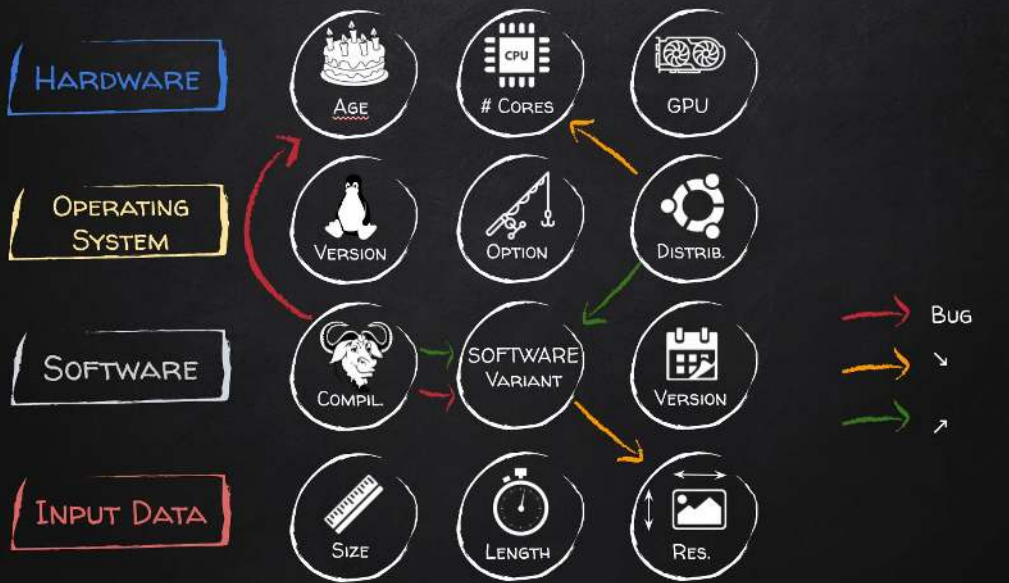 HARDWARE
AGE
CPU
# CORES
GPU
OPERATING
SYSTEM
VERSION
OPTION
DISTRIB.
SOFTWARE
COMPIL.
SOFTWARE
VARIANT
VERSION
BUG
↘
↗
INPUT DATA
SIZE
LENGTH
RES.